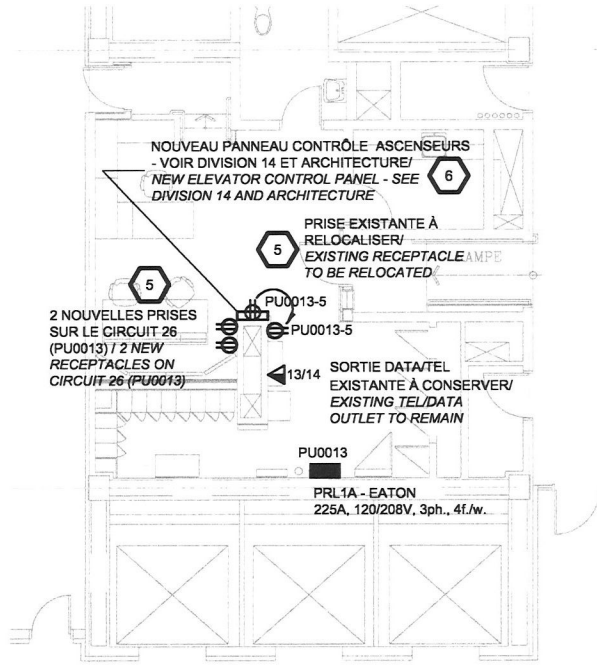 NOUVEAU PANNEAU CONTRÔLE ASCENSEURS
- VOIR DIVISION 14 ET ARCHITECTURE/
NEW ELEVATOR CONTROL PANEL - SEE
DIVISION 14 AND ARCHITECTURE
6
5
PRISE EXISTANTE À
RELOCALISER/
EXISTING RECEPTACLE
TO BE RELOCATED
AMPE
5
2 NOUVELLES PRISES
SUR LE CIRCUIT 26
(PU0013) / 2 NEW
RECEPTACLES ON
CIRCUIT 26 (PU0013)
PU0013-5
PU0013-5
13/14
SORTIE DATA/TEL
EXISTANTE À CONSERVER/
EXISTING TEL/DATA
OUTLET TO REMAIN
PU0013
PRL1A - EATON
225A, 120/208V, 3ph., 4f./w.